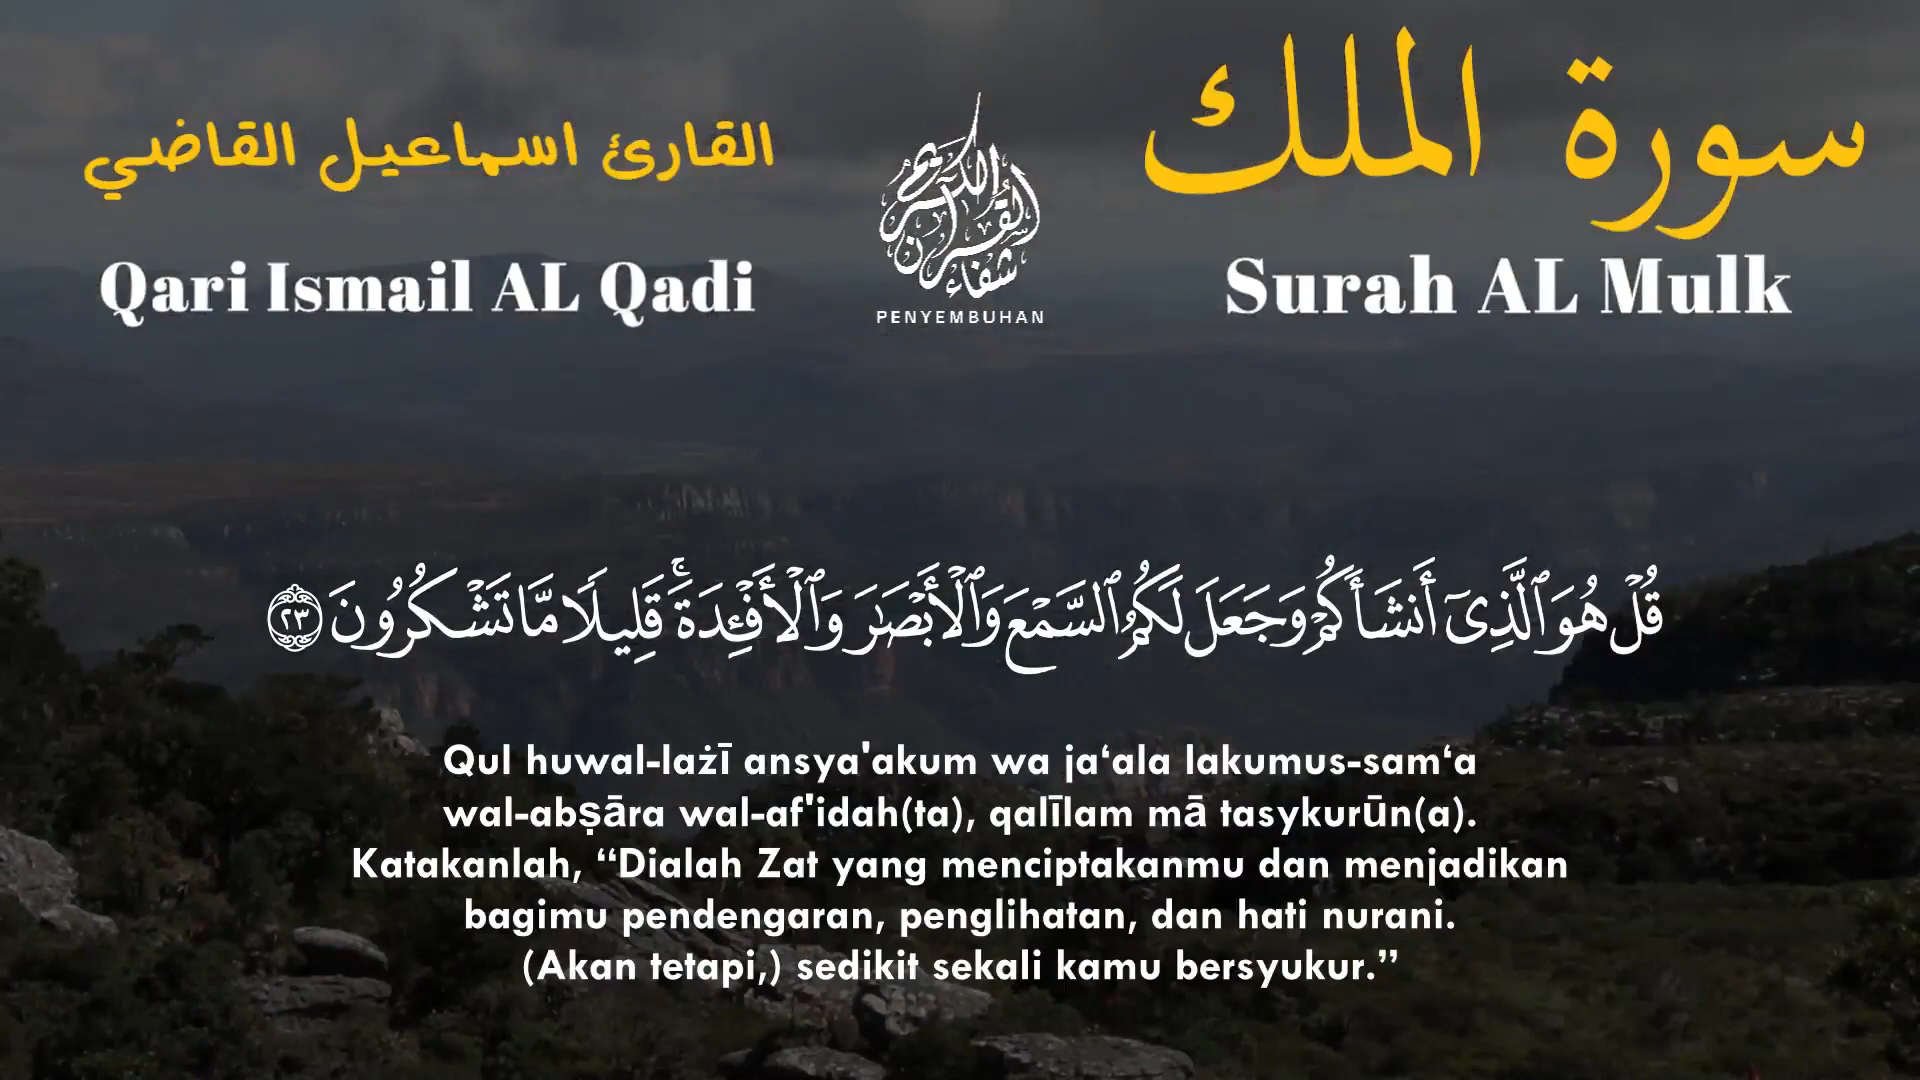 القارئ اسماعيل القاضي
Qari Ismail AL Qadi
القرآن الكريم
شفاء
PENYEMBUHAN
سورة الملك
Surah AL Mulk
قُلْ هُوَ ٱلَّذِىٓ أَنشَأَكُمْ وَجَعَلَ لَكُمُ ٱلسَّمْعَ وَٱلْأَبْصَـٰرَ وَٱلْأَفْـِٔدَةَ ۖ قَلِيلًا مَّا تَشْكُرُونَ ٢٣
Qul huwal-lażī ansya'akum wa ja‘ala lakumus-sam‘a
wal-abṣāra wal-af'idah(ta), qalīlam mā tasykurūn(a).
Katakanlah, “Dialah Zat yang menciptakanmu dan menjadikan
bagimu pendengaran, penglihatan, dan hati nurani.
(Akan tetapi,) sedikit sekali kamu bersyukur.”